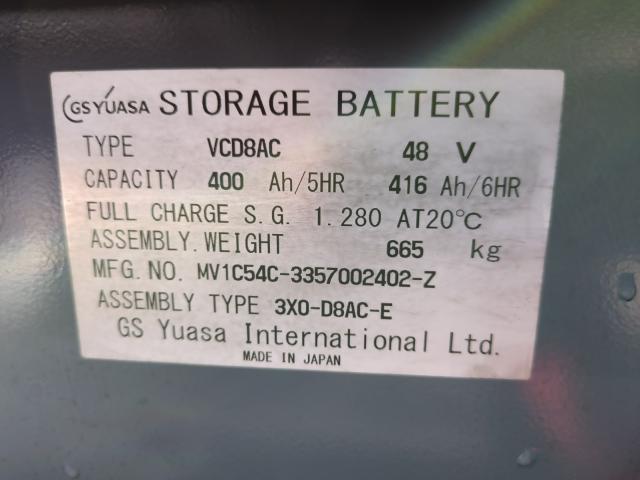 GS YUASA STORAGE BATTERY
TYPE VCD8AC 48 V
CAPACITY 400 Ah/5HR 416 Ah/6HR
FULL CHARGE S.G. 1.280 AT20℃
ASSEMBLY.WEIGHT 665 kg
MFG.NO. MV1C54C-3357002402-Z
ASSEMBLY TYPE 3X0-D8AC-E
GS Yuasa International Ltd.
MADE IN JAPAN